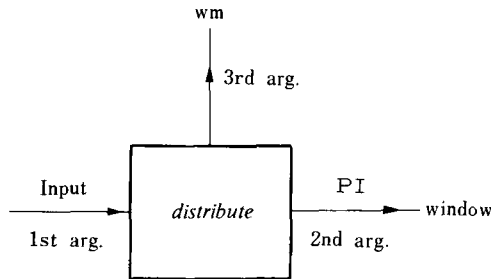 wm
3rd arg.
Input
distribute
PI
window
1st arg.
2nd arg.